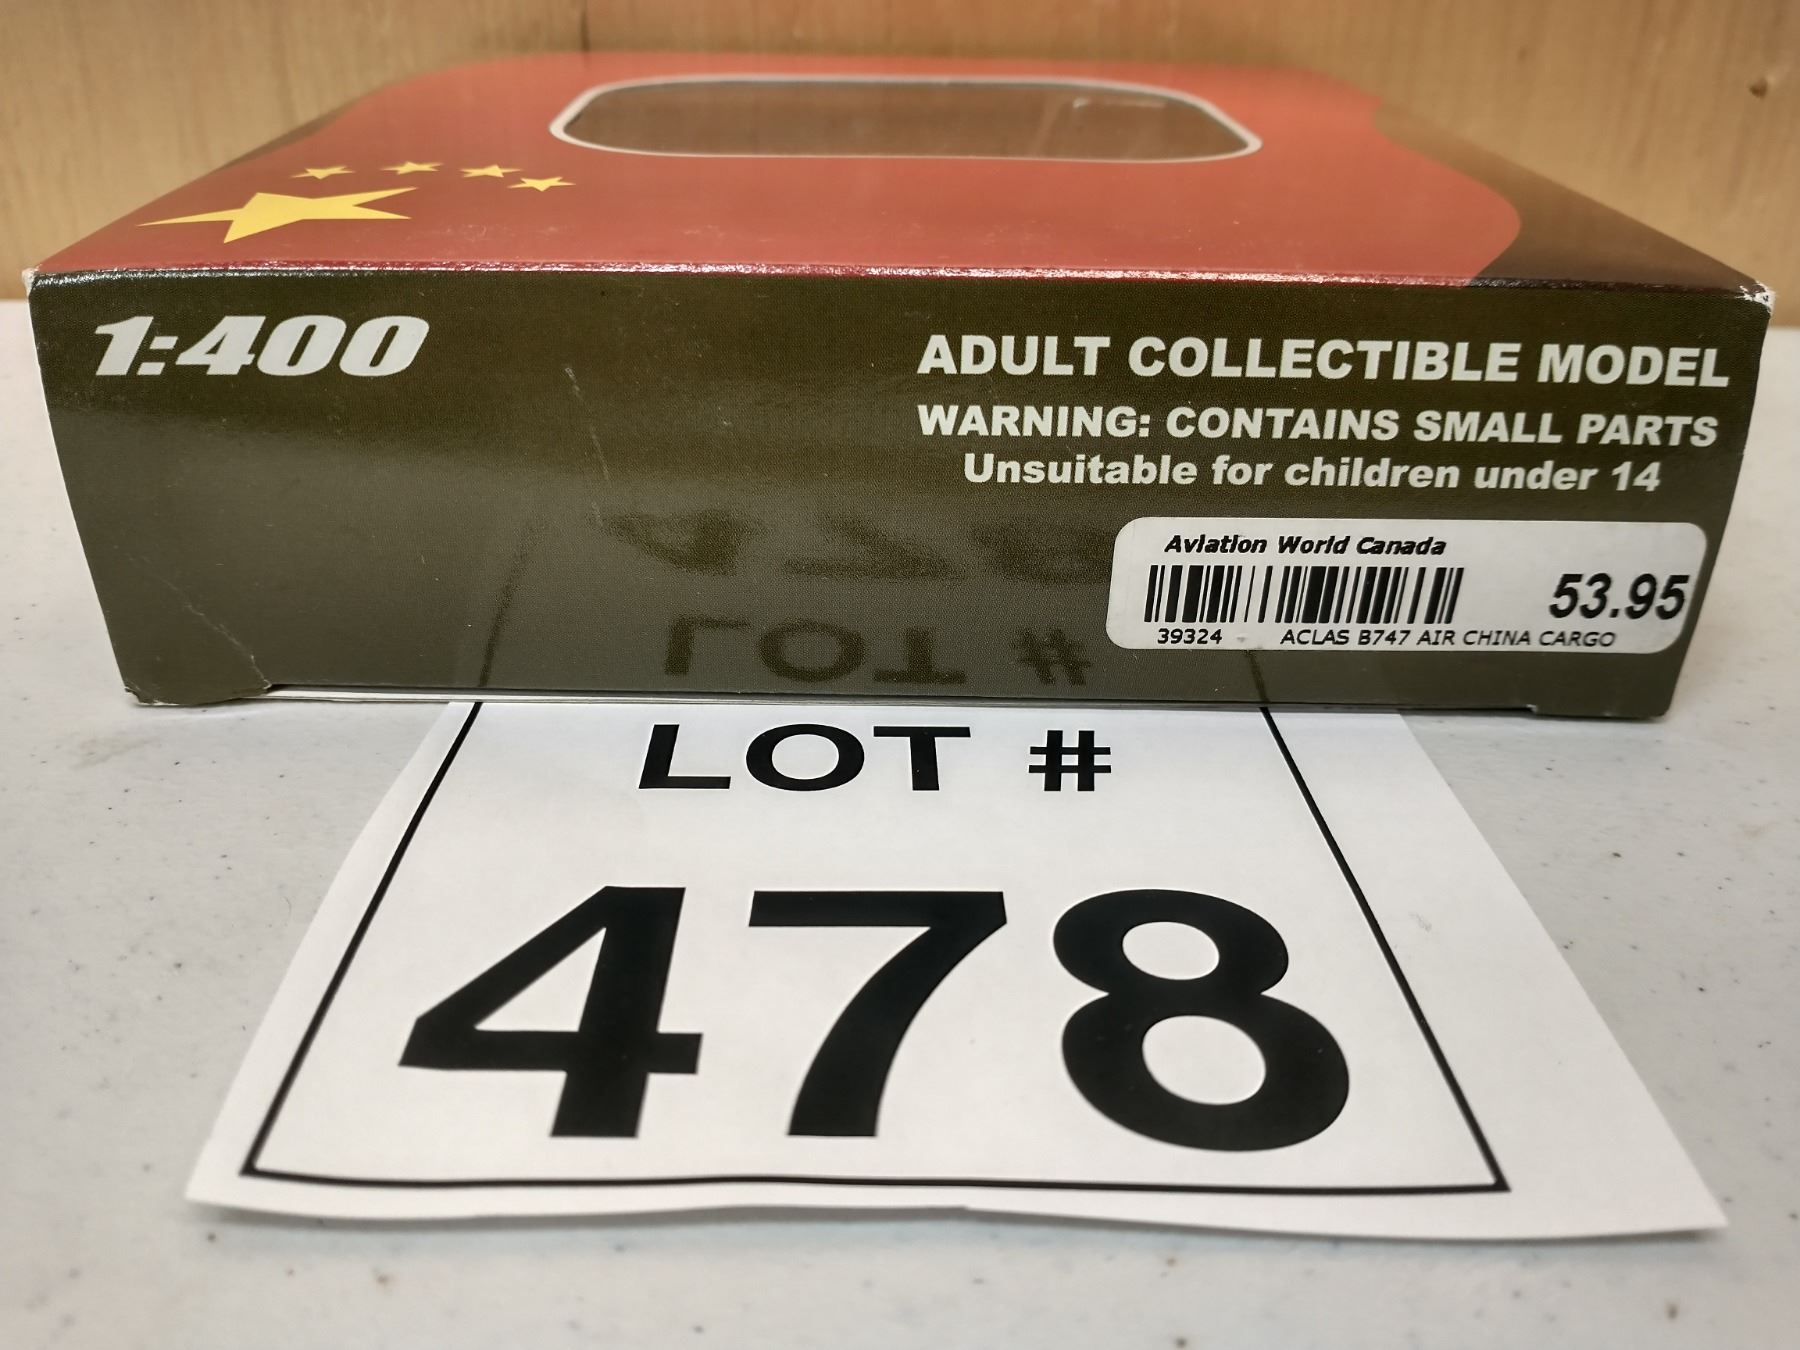 1:400
ADULT COLLECTIBLE MODEL
WARNING: CONTAINS SMALL PARTS
Unsuitable for children under 14
Aviation World Canada
53.95
39324 ACLAS B747 AIR CHINA CARGO
LOT #
478